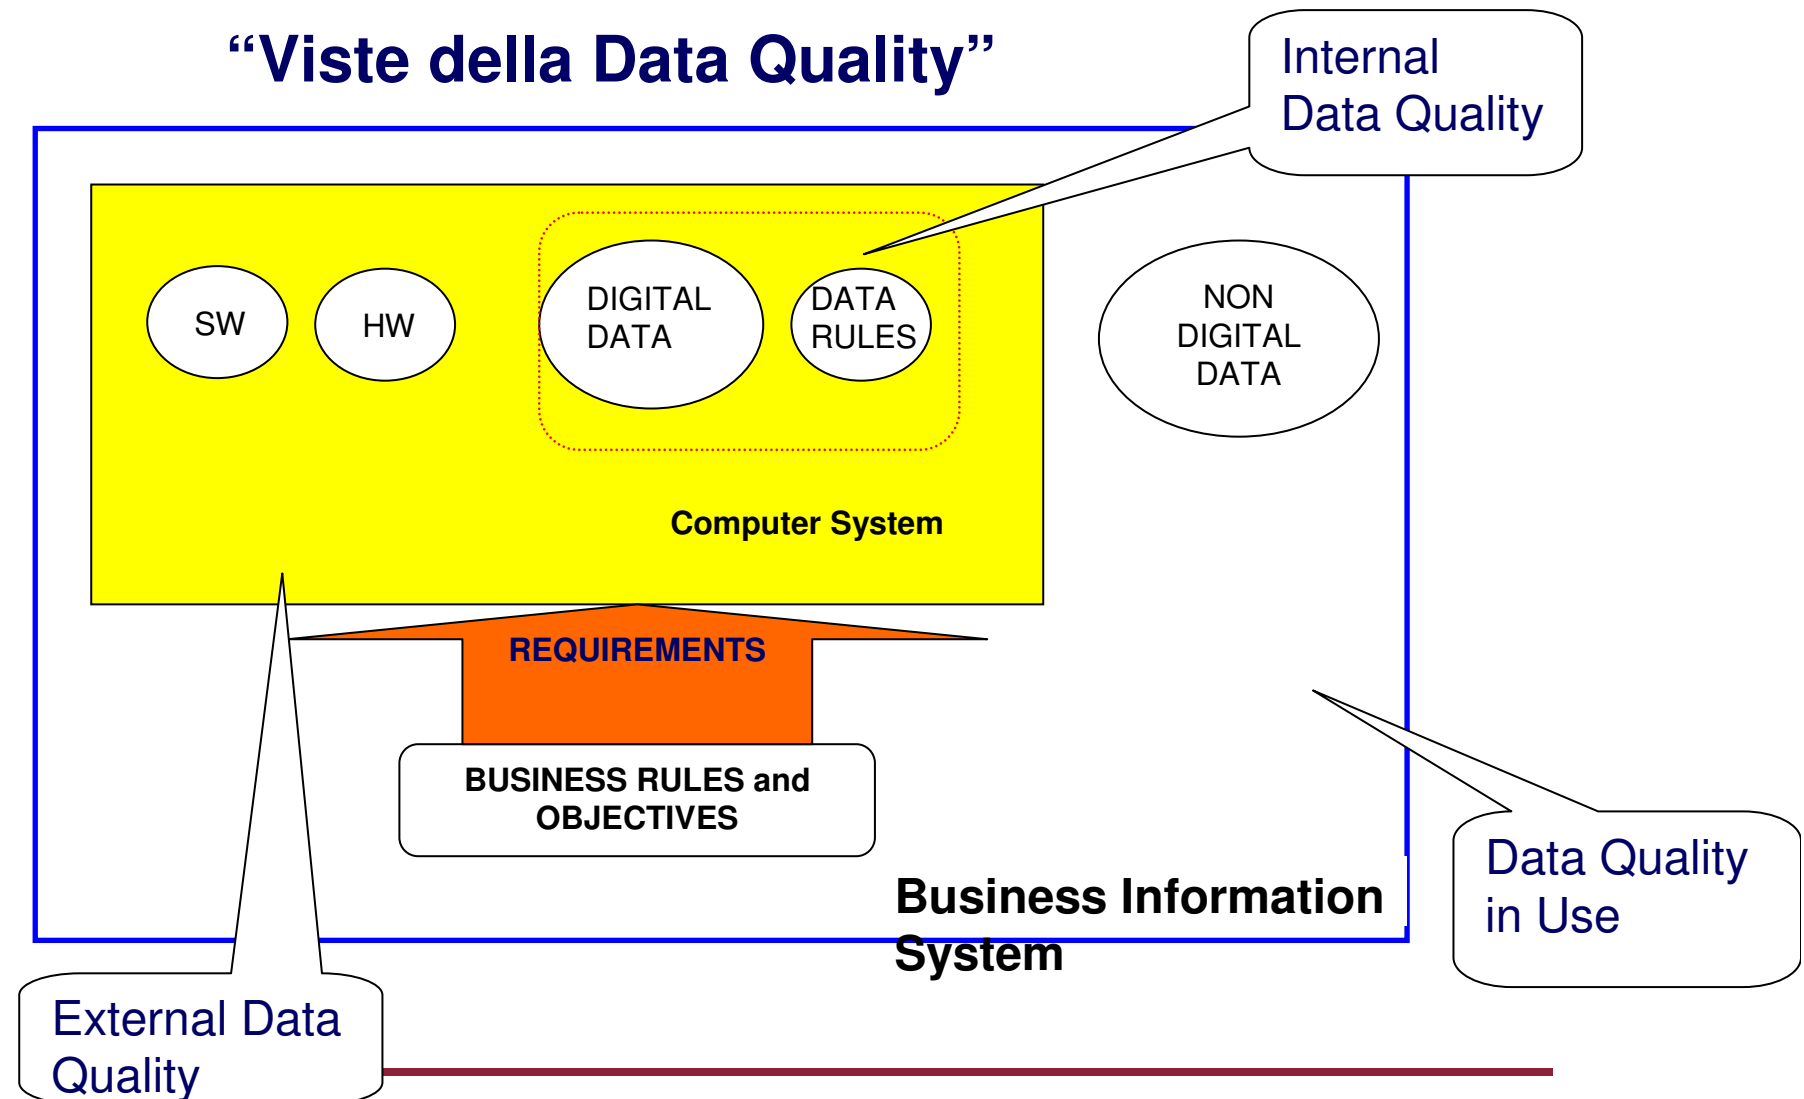 “Viste della Data Quality”
Internal
Data Quality
SW
HW
DIGITAL
DATA
DATA
RULES
NON
DIGITAL
DATA
Computer System
REQUIREMENTS
BUSINESS RULES and
OBJECTIVES
Business Information
System
Data Quality
in Use
External Data
Quality